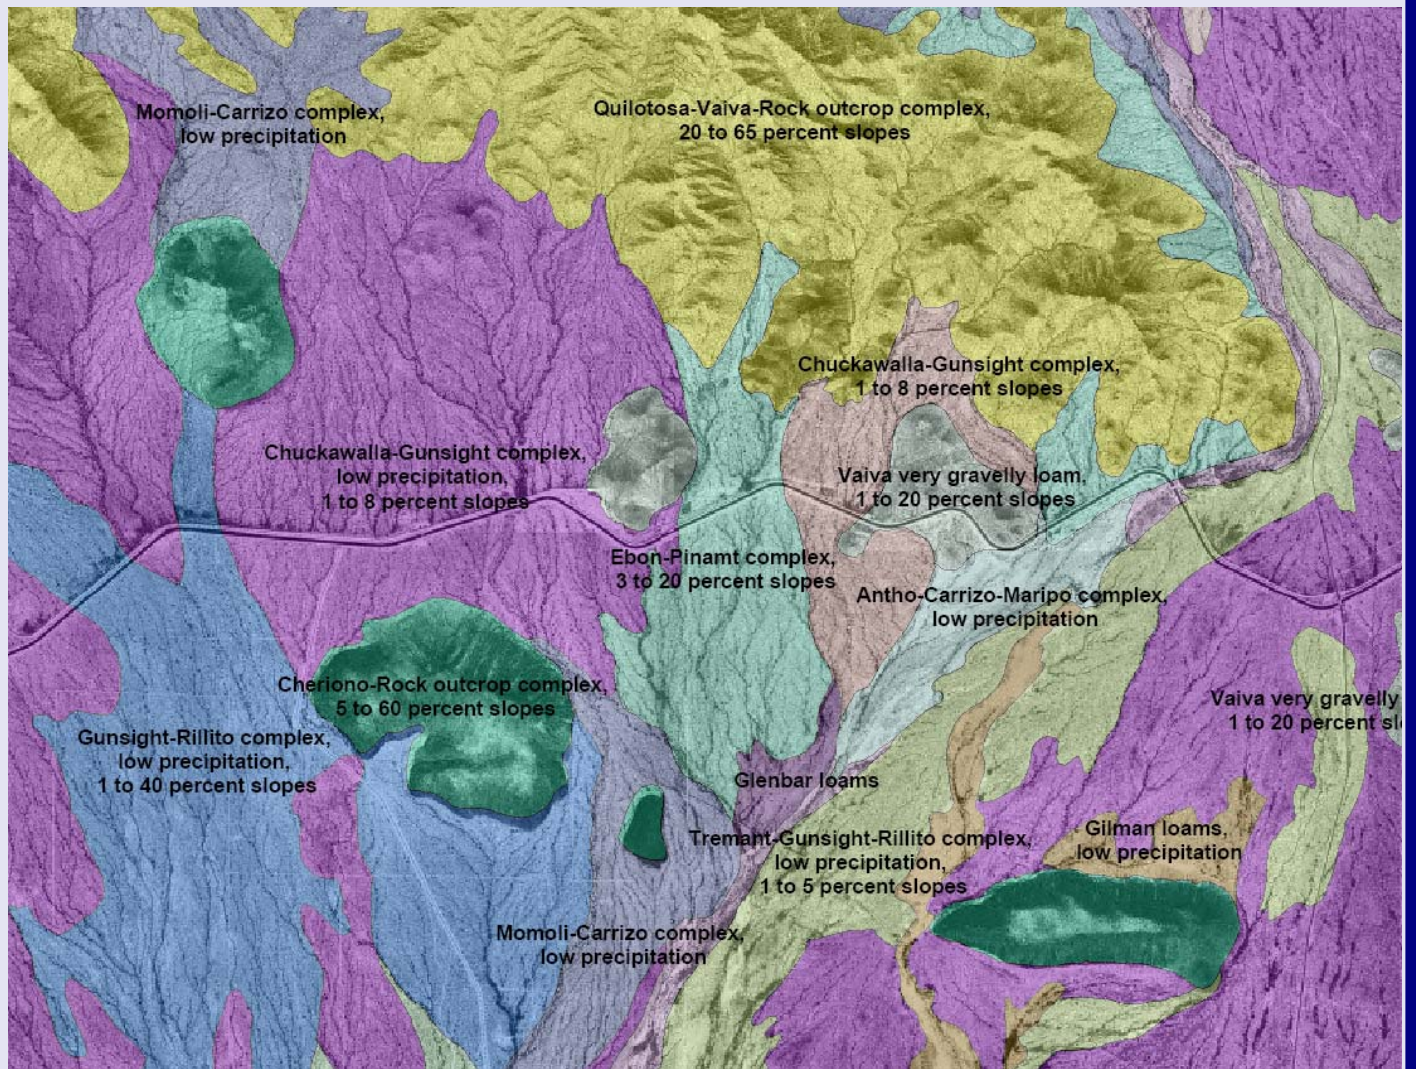 Momoli-Carrizo complex,
low precipitation
Quilotosa-Vaiva-Rock outcrop complex,
20 to 65 percent slopes
Chuckawalla-Gunsight complex,
1 to 8 percent slopes
Chuckawalla-Gunsight complex,
low precipitation,
1 to 8 percent slopes
Vaiva very gravelly loam,
1 to 20 percent slopes
Ebon-Pinamt complex,
3 to 20 percent slopes
Antho-Carrizo-Maripo complex,
low precipitation
Cheriono-Rock outcrop complex,
5 to 60 percent slopes
Vaiva very gravelly
1 to 20 percent
Gunsight-Rillito complex,
low precipitation,
1 to 40 percent slopes
Glenbar loams
Tremant-Gunsight-Rillito complex,
low precipitation,
1 to 5 percent slopes
Gilman loams,
low precipitation
Momoli-Carrizo complex,
low precipitation